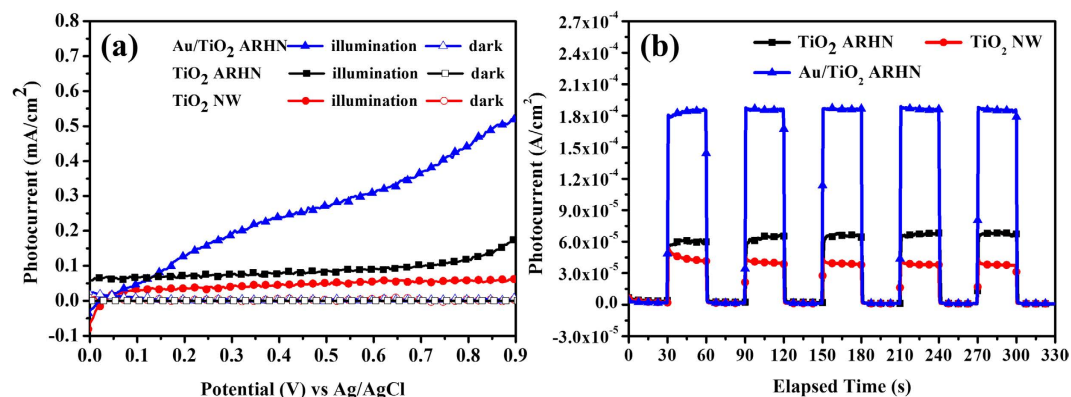 (a)
Au/TiO2 ARHN illumination dark
TiO2 ARHN illumination dark
TiO2 NW illumination dark
Photocurrent (mA/cm²)
0.8
0.7
0.6
0.5
0.4
0.3
0.2
0.1
0.0
-0.1
0.0 0.1 0.2 0.3 0.4 0.5 0.6 0.7 0.8 0.9
Potential (V) vs Ag/AgCl
(b)
TiO2 ARHN TiO2 NW
Au/TiO2 ARHN
Photocurrent (A/cm²)
2.7x10⁻⁴
2.4x10⁻⁴
2.1x10⁻⁴
1.8x10⁻⁴
1.5x10⁻⁴
1.2x10⁻⁴
9.0x10⁻⁵
6.0x10⁻⁵
3.0x10⁻⁵
0.0
-3.0x10⁻⁵
0 30 60 90 120 150 180 210 240 270 300 330
Elapsed Time (s)